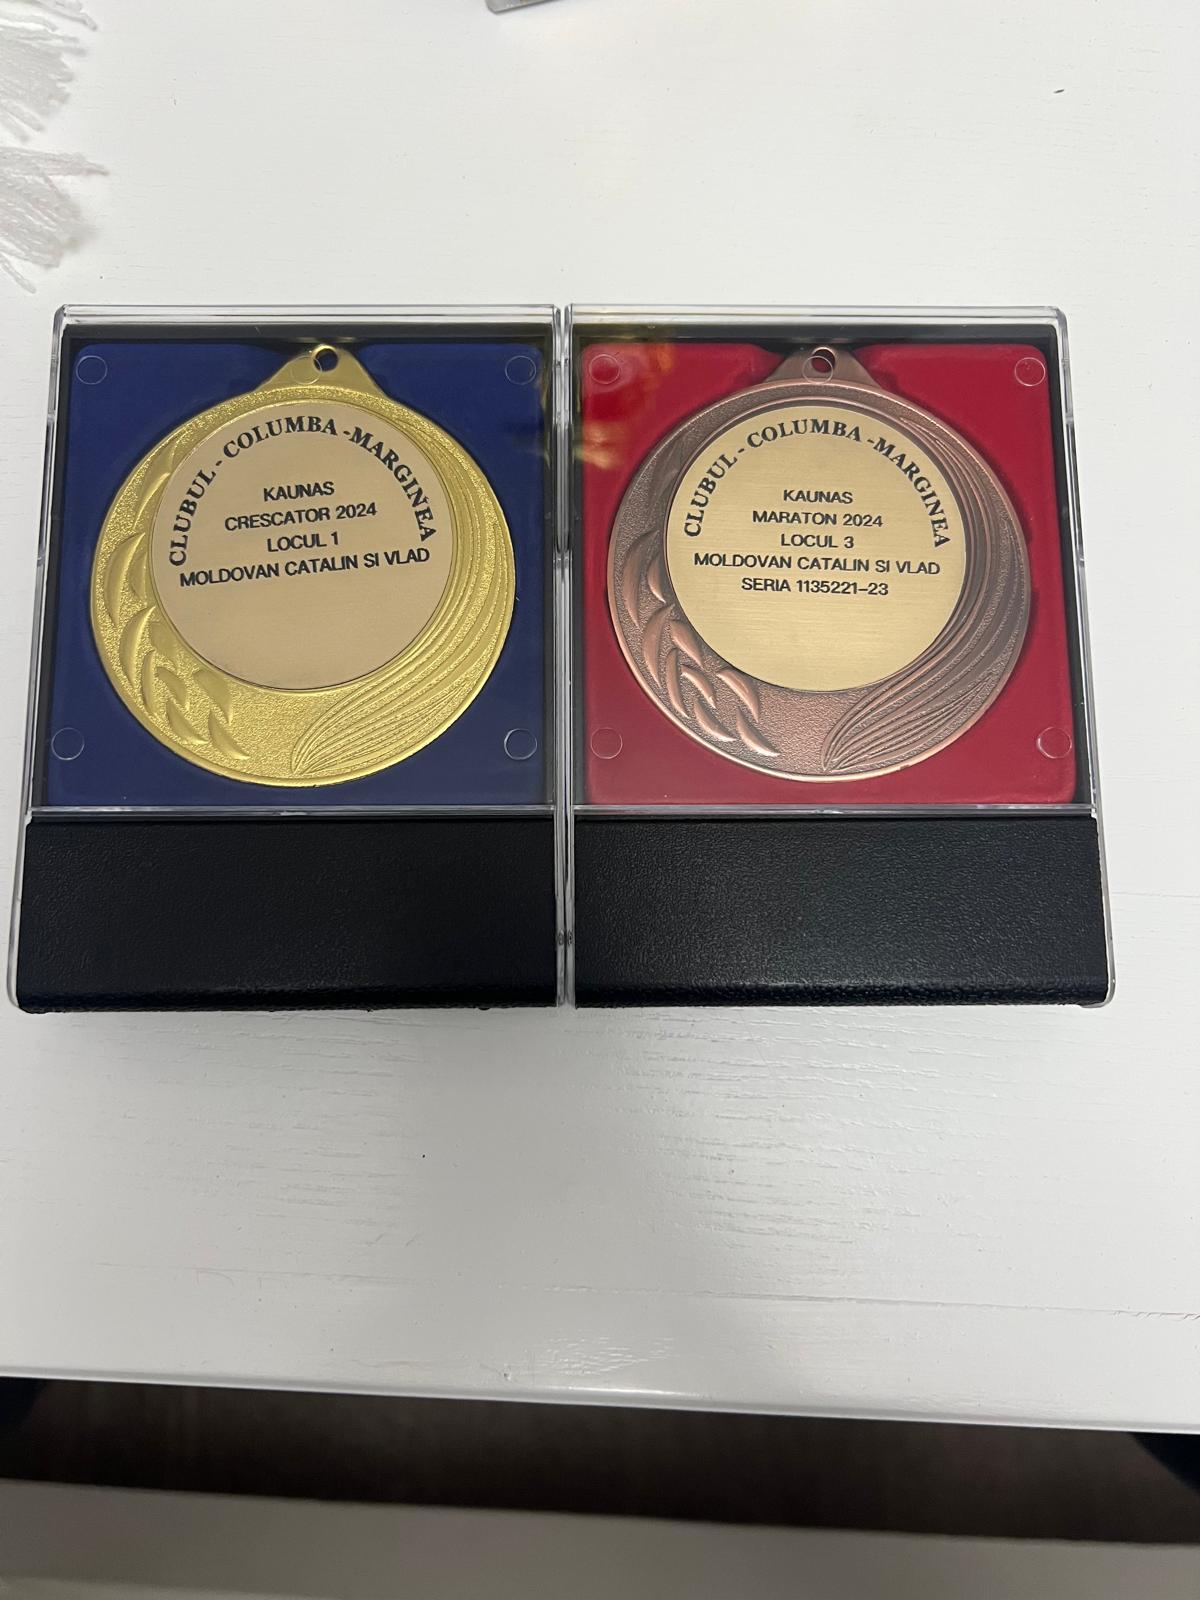 CLUBUL - COLUMBA -MARGINEA
KAUNAS
CRESCATOR 2024
LOCUL 1
MOLDOVAN CATALIN SI VLAD
CLUBUL - COLUMBA -MARGINEA
KAUNAS
MARATON 2024
LOCUL 3
MOLDOVAN CATALIN SI VLAD
SERIA 1135221-23